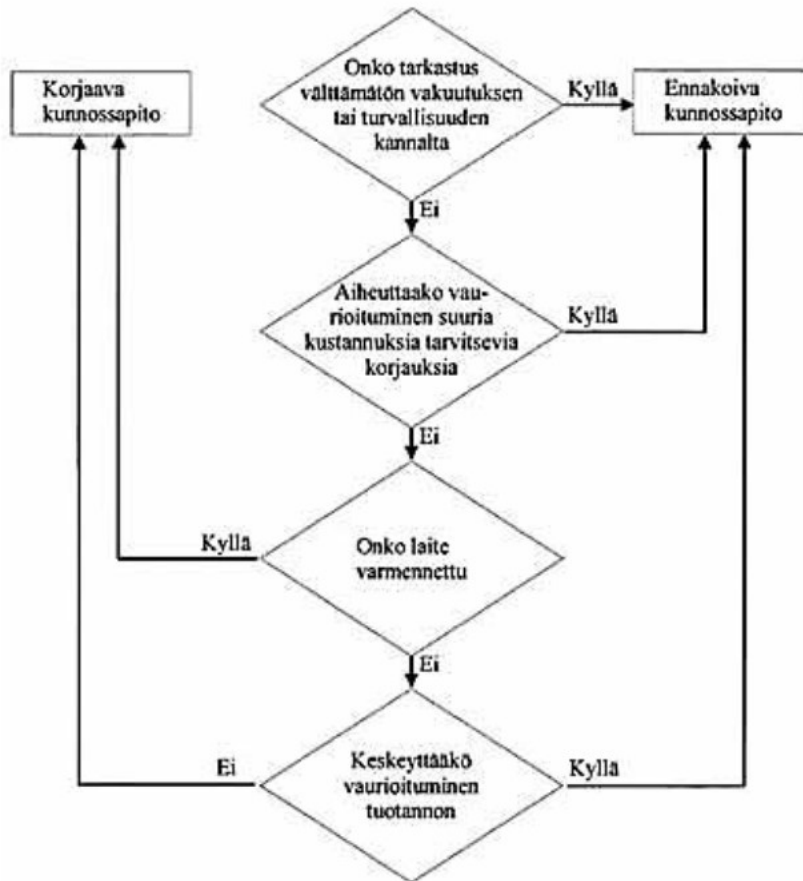 Korjaava
kunnossapito
Onko tarkastus
välttämätön vakuutuksen
tai turvallisuuden
kannalta
Kyllä
Ennakoiva
kunnossapito
Ei
Aiheuttaako vau-
rioituminen suuria
kustannuksia tarvitsevia
korjauksia
Kyllä
Ei
Kyllä
Onko laite
varmennettu
Ei
Ei
Keskeyttääkö
vaurioituminen
tuotannon
Kyllä